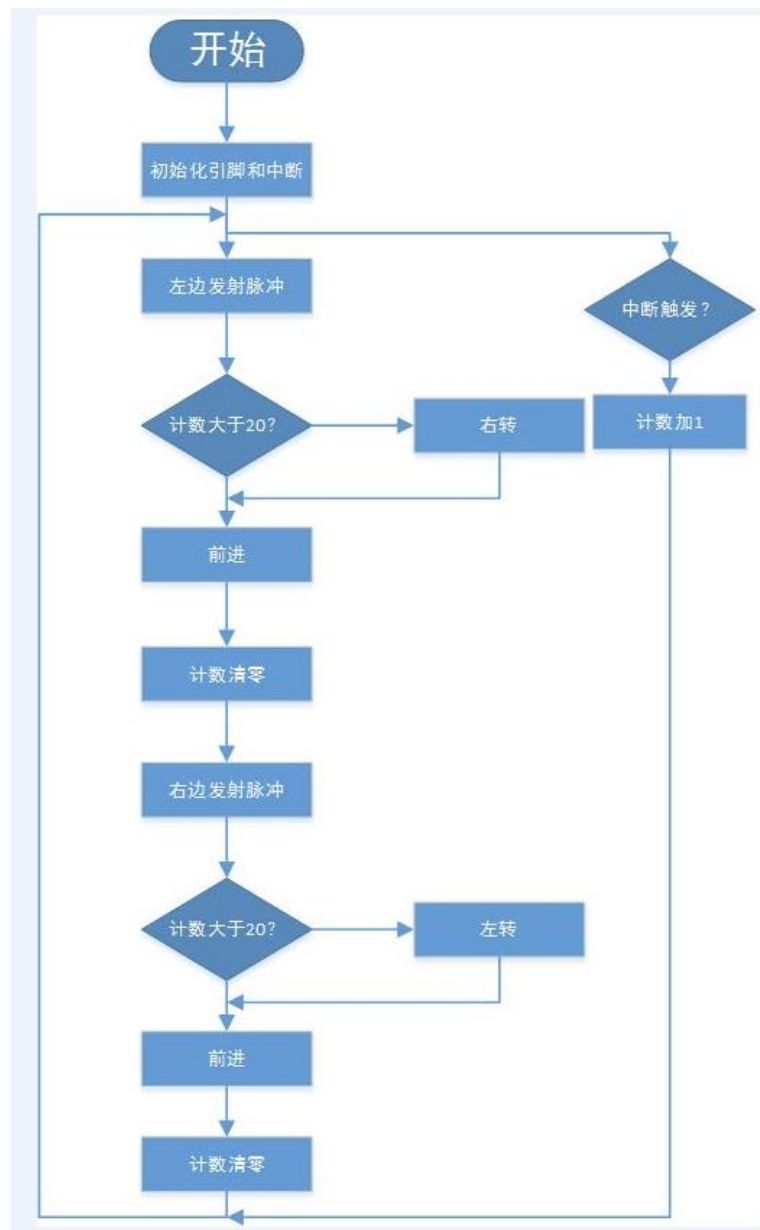 开始
初始化引脚和中断
左边发射脉冲
中断触发？
计数大于20？
右转
计数加1
前进
计数清零
右边发射脉冲
计数大于20？
左转
前进
计数清零